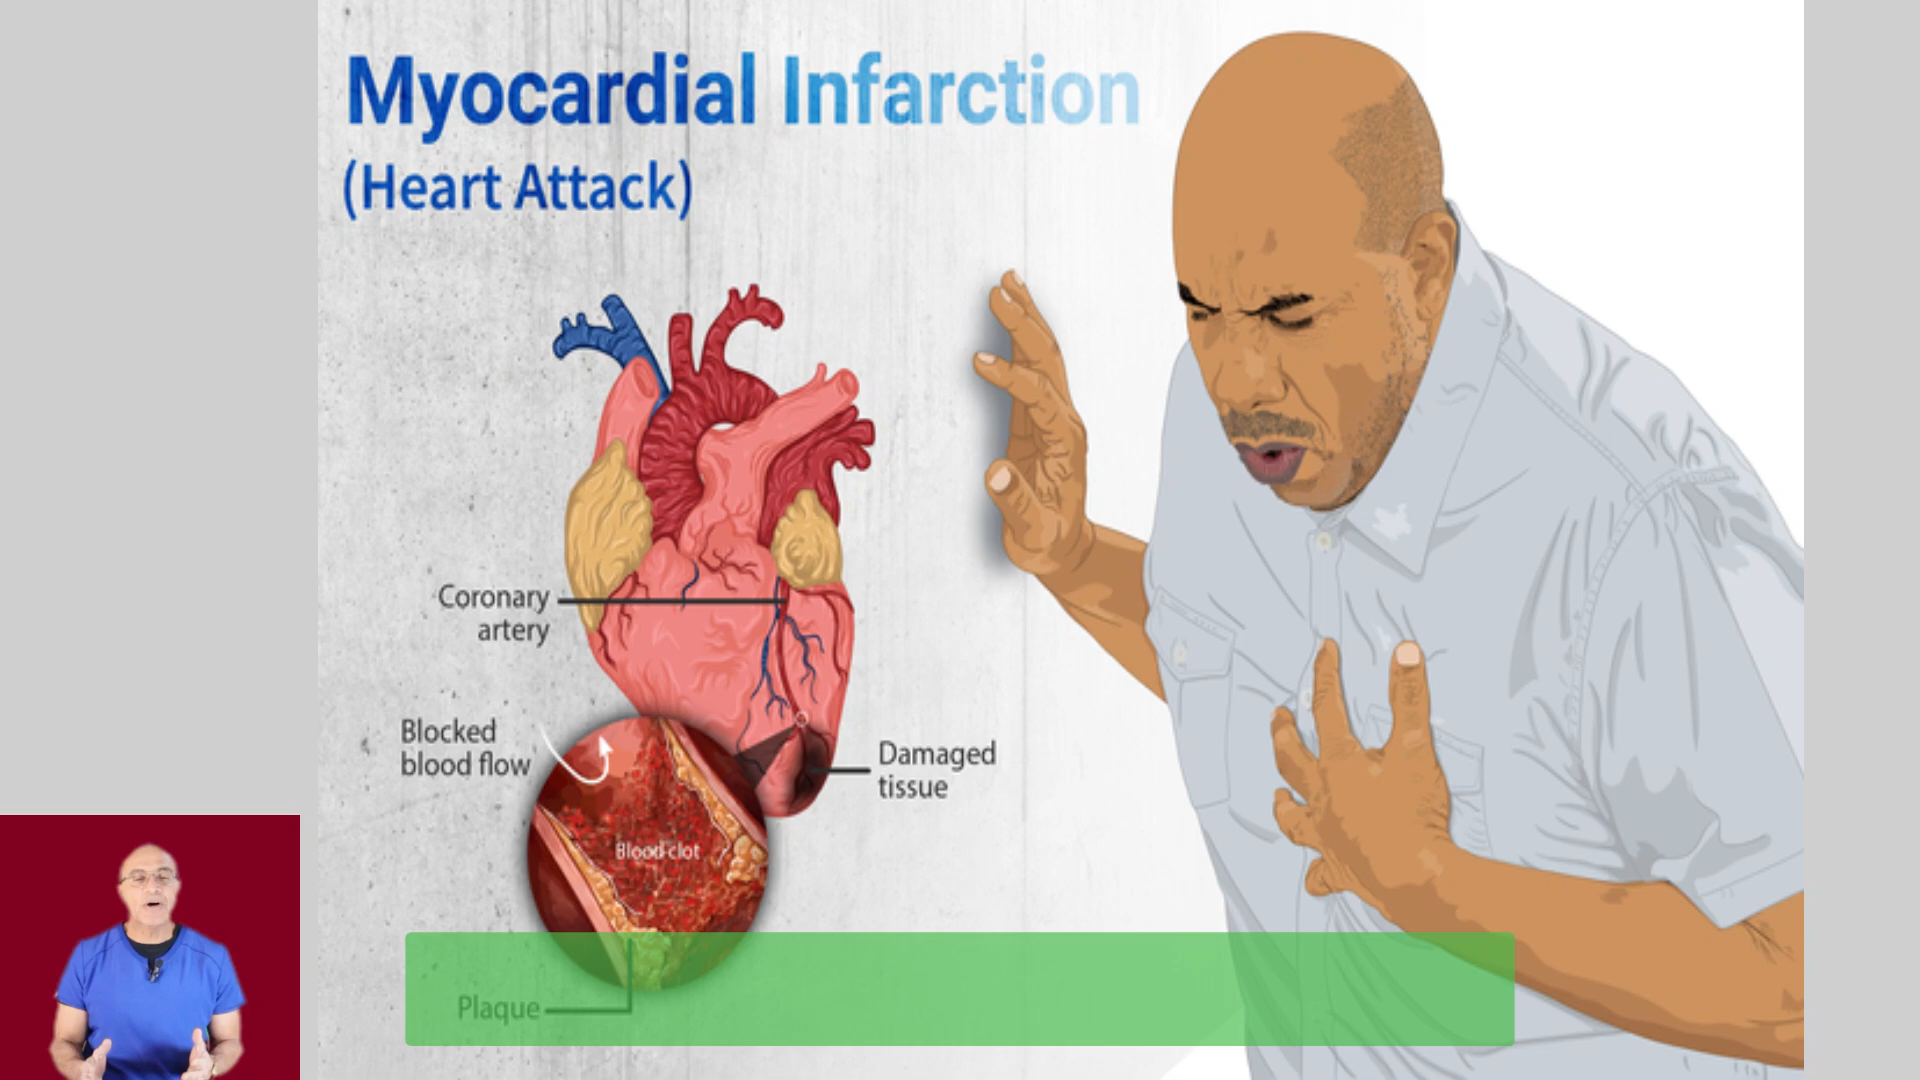 Myocardial Infarction
(Heart Attack)
Coronary
artery
Blocked
blood flow
Damaged
tissue
Blood clot
Plaque